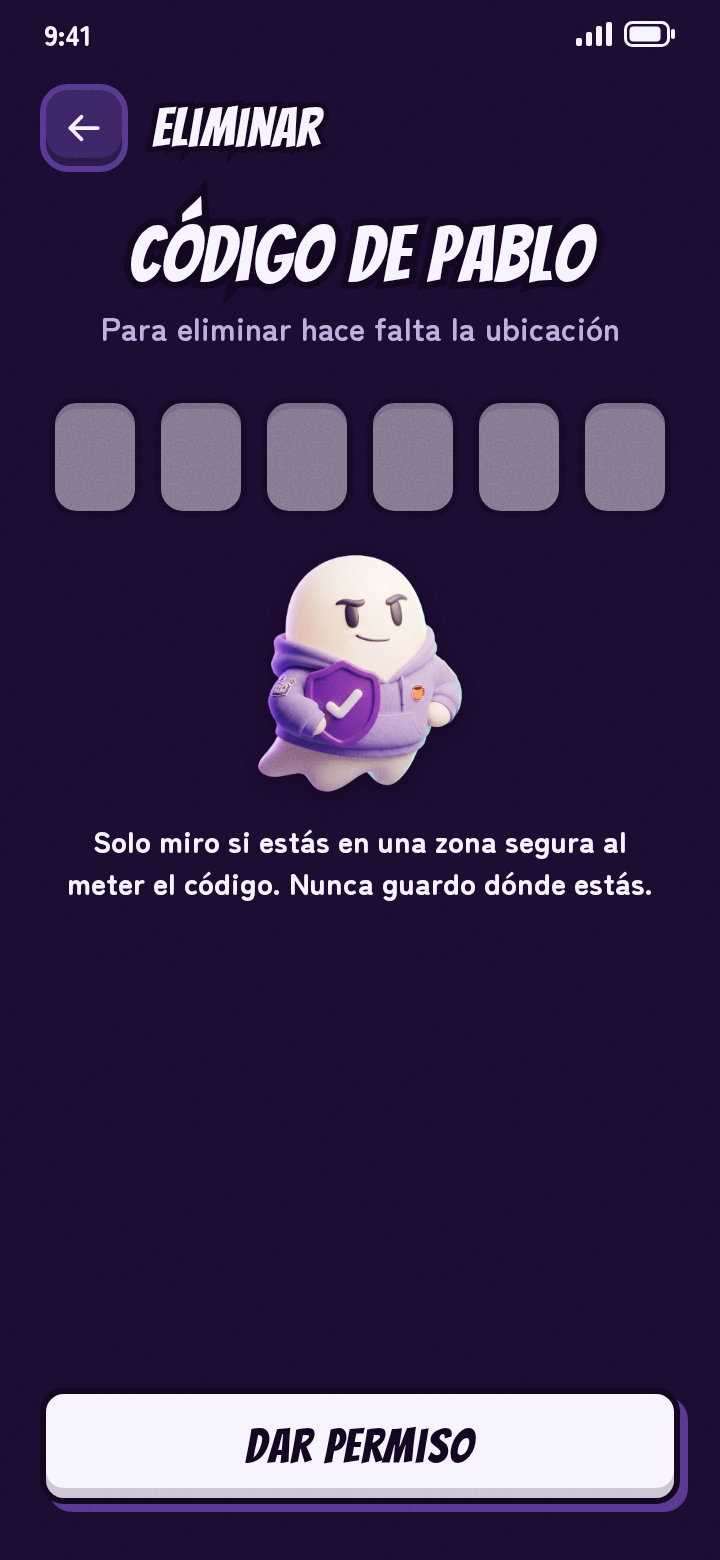 9:41
ELIMINAR
CÓDIGO DE PABLO
Para eliminar hace falta la ubicación
Solo miro si estás en una zona segura al
meter el código. Nunca guardo dónde estás.
DAR PERMISO